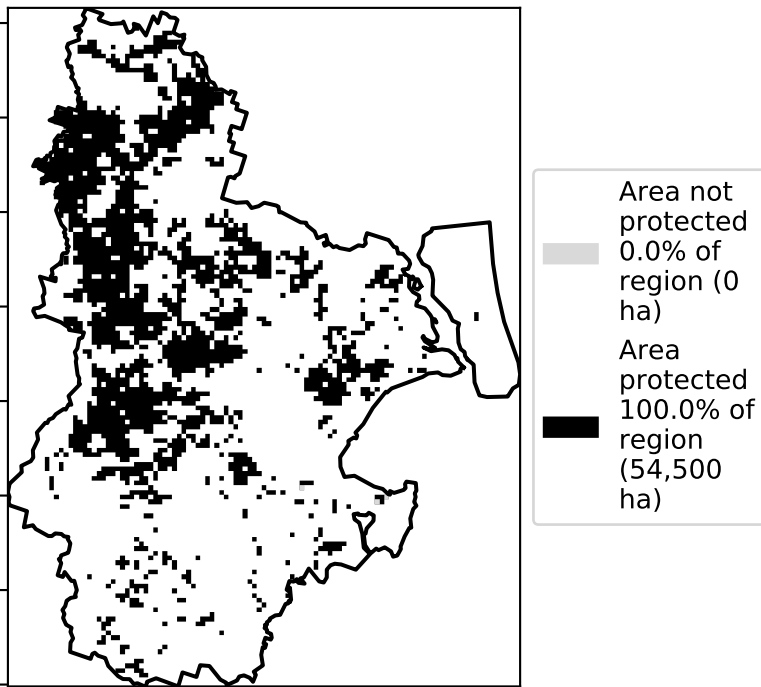 Area not
protected
0.0% of
region (0
ha)
Area
protected
100.0% of
region
(54,500
ha)